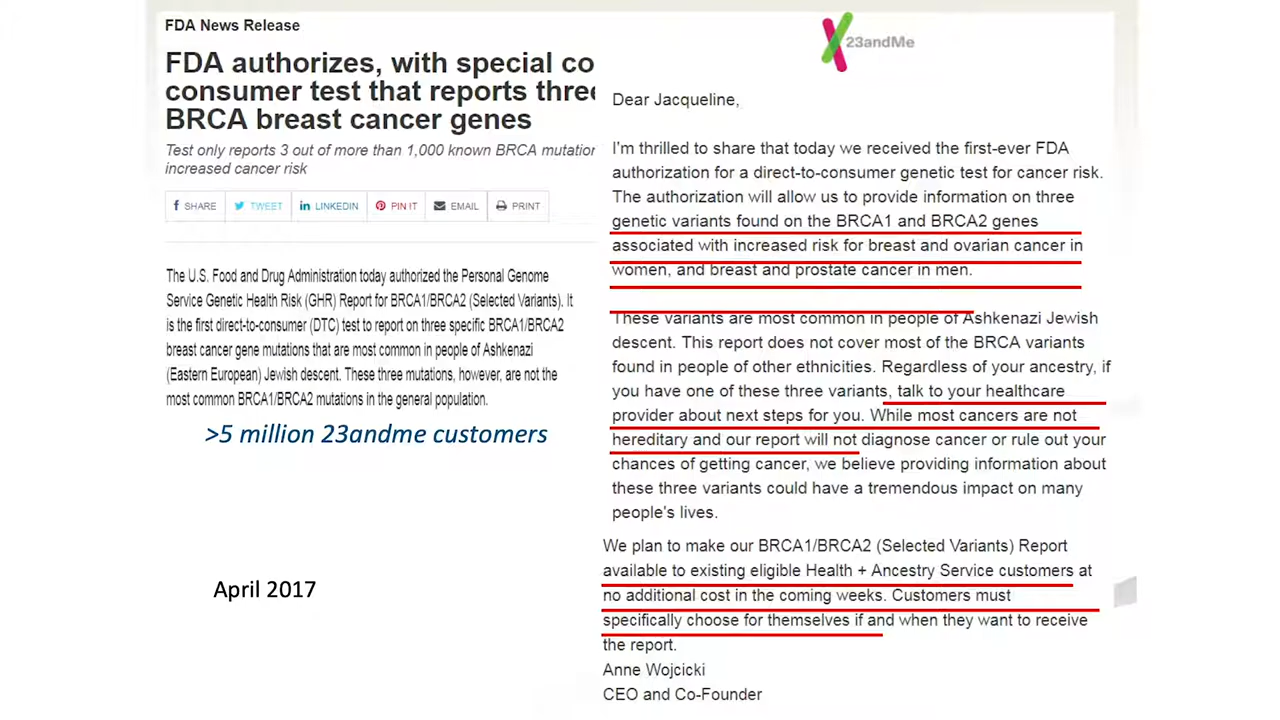 FDA News Release
FDA authorizes, with special co
consumer test that reports three
BRCA breast cancer genes
Test only reports 3 out of more than 1,000 known BRCA mutation
increased cancer risk
SHARE
TWEET
LINKEDIN
PIN IT
EMAIL
PRINT
The U.S. Food and Drug Administration today authorized the Personal Genome
Service Genetic Health Risk (GHR) Report for BRCA1/BRCA2 (Selected Variants). It
is the first direct-to-consumer (DTC) test to report on three specific BRCA1/BRCA2
breast cancer gene mutations that are most common in people of Ashkenazi
(Eastern European) Jewish descent. These three mutations, however, are not the
most common BRCA1/BRCA2 mutations in the general population.
>5 million 23andme customers
April 2017
23andMe
Dear Jacqueline,
I'm thrilled to share that today we received the first-ever FDA
authorization for a direct-to-consumer genetic test for cancer risk.
The authorization will allow us to provide information on three
genetic variants found on the BRCA1 and BRCA2 genes
associated with increased risk for breast and ovarian cancer in
women, and breast and prostate cancer in men.
These variants are most common in people of Ashkenazi Jewish
descent. This report does not cover most of the BRCA variants
found in people of other ethnicities. Regardless of your ancestry, if
you have one of these three variants, talk to your healthcare
provider about next steps for you. While most cancers are not
hereditary and our report will not diagnose cancer or rule out your
chances of getting cancer, we believe providing information about
these three variants could have a tremendous impact on many
people's lives.
We plan to make our BRCA1/BRCA2 (Selected Variants) Report
available to existing eligible Health + Ancestry Service customers at
no additional cost in the coming weeks. Customers must
specifically choose for themselves if and when they want to receive
the report.
Anne Wojcicki
CEO and Co-Founder